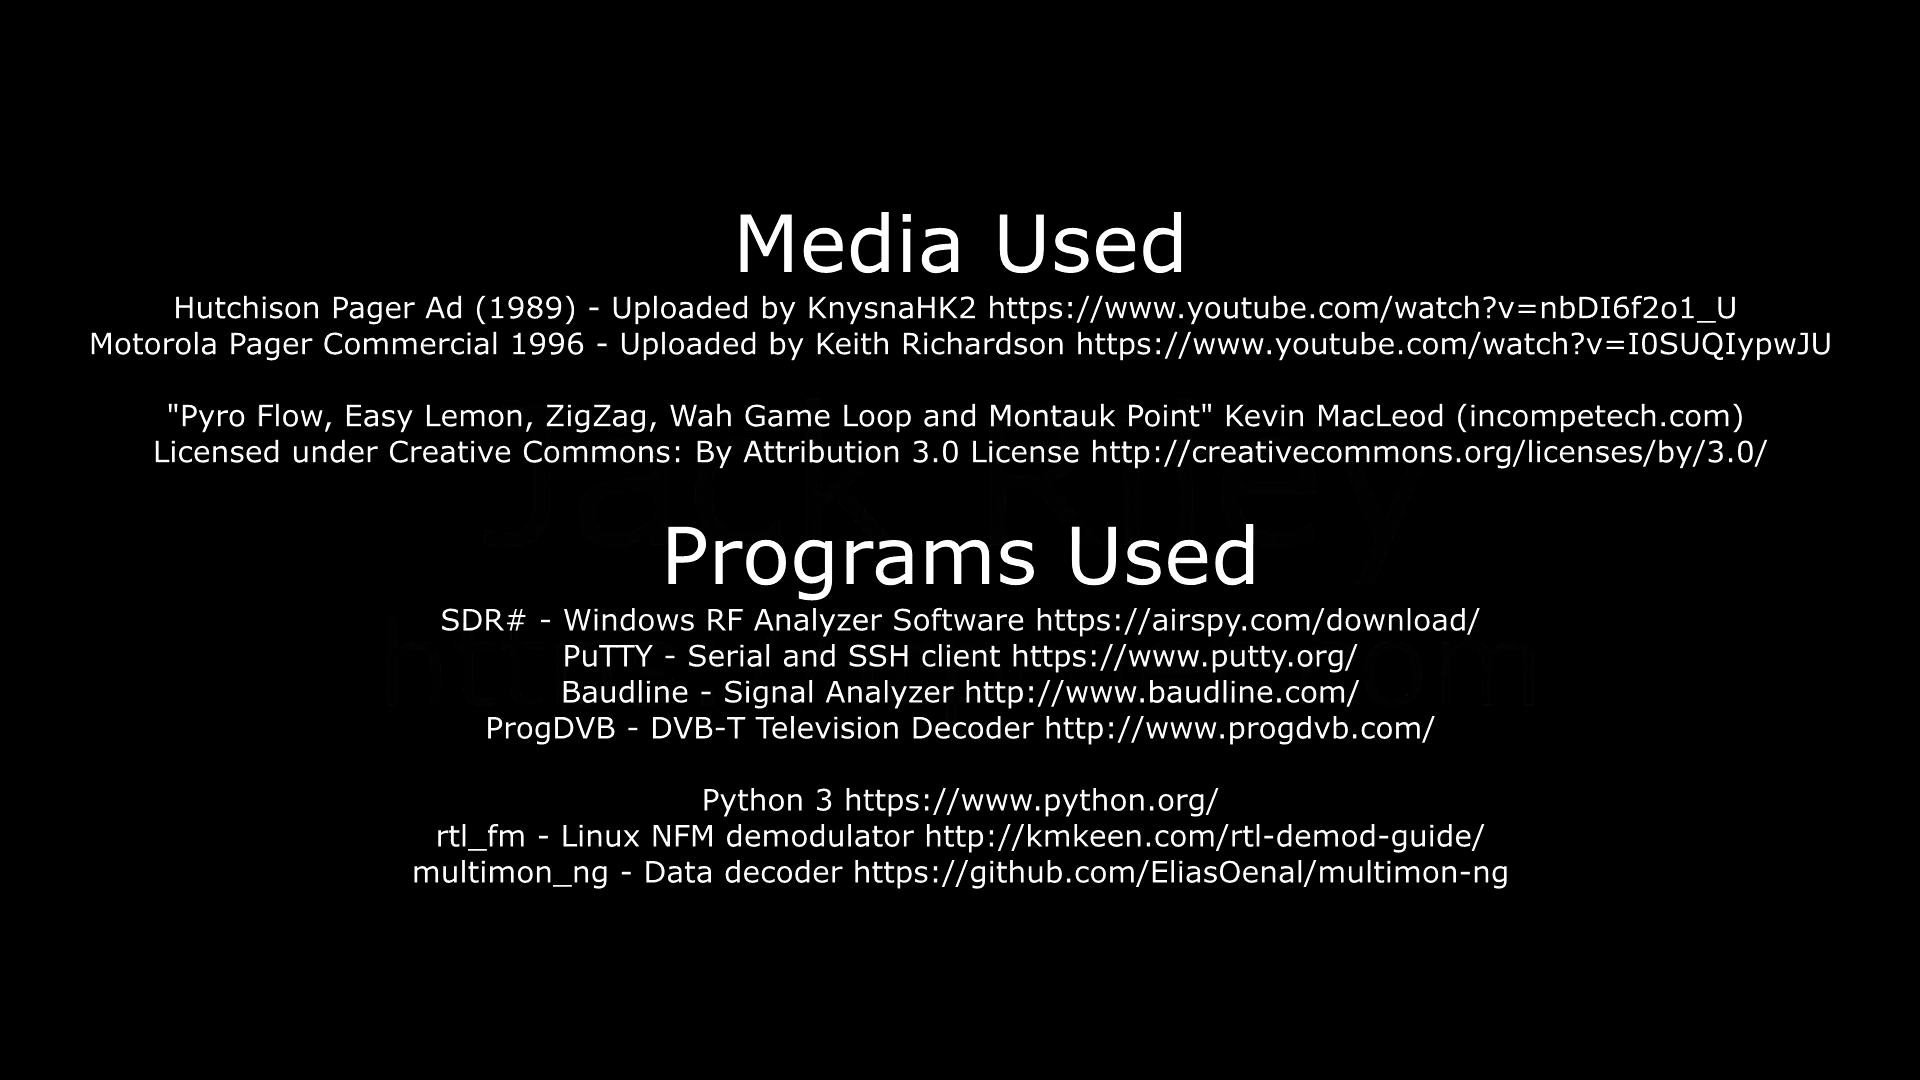 Media Used
Hutchison Pager Ad (1989) - Uploaded by KnysnaHK2 https://www.youtube.com/watch?v=nbDI6f2o1_U
Motorola Pager Commercial 1996 - Uploaded by Keith Richardson https://www.youtube.com/watch?v=I0SUQIypwJU
"Pyro Flow, Easy Lemon, ZigZag, Wah Game Loop and Montauk Point" Kevin MacLeod (incompetech.com)
Licensed under Creative Commons: By Attribution 3.0 License http://creativecommons.org/licenses/by/3.0/
Programs Used
SDR# - Windows RF Analyzer Software https://airspy.com/download/
PuTTY - Serial and SSH client https://www.putty.org/
Baudline - Signal Analyzer http://www.baudline.com/
ProgDVB - DVB-T Television Decoder http://www.progdvb.com/
Python 3 https://www.python.org/
rtl_fm - Linux NFM demodulator http://kmkeen.com/rtl-demod-guide/
multimon_ng - Data decoder https://github.com/EliasOenal/multimon-ng